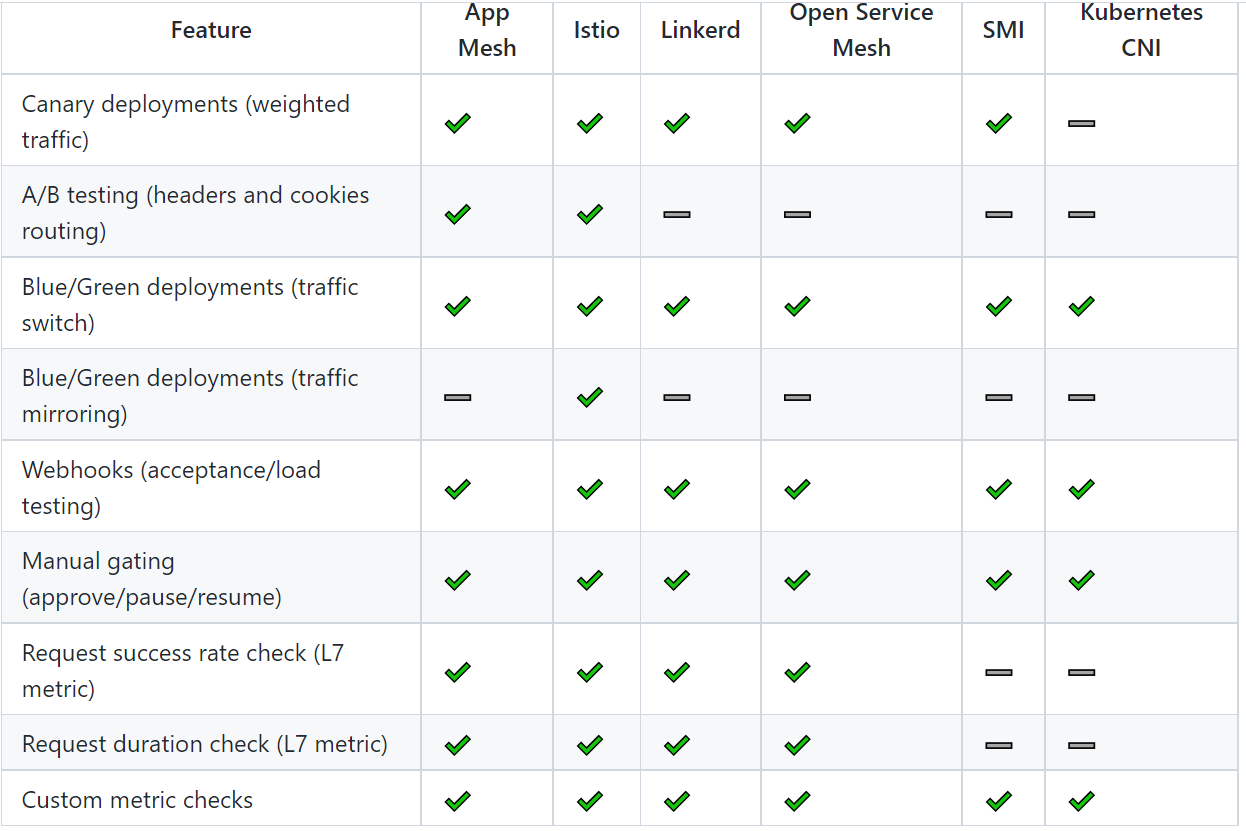 Feature
App
Mesh
Istio
Linkerd
Open Service
Mesh
SMI
Kubernetes
CNI
Canary deployments (weighted
traffic)
A/B testing (headers and cookies
routing)
Blue/Green deployments (traffic
switch)
Blue/Green deployments (traffic
mirroring)
Webhooks (acceptance/load
testing)
Manual gating
(approve/pause/resume)
Request success rate check (L7
metric)
Request duration check (L7 metric)
Custom metric checks